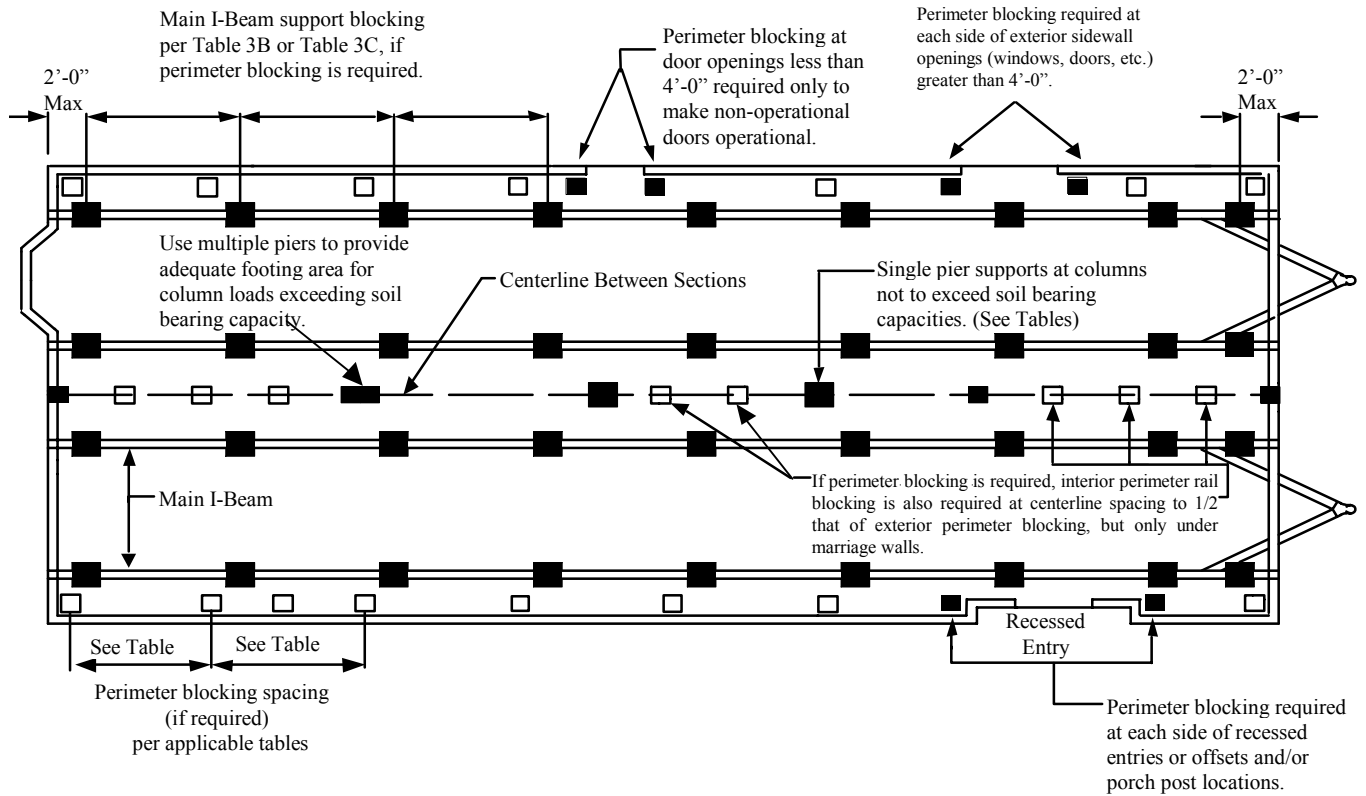 Main I-Beam support blocking
per Table 3B or Table 3C, if
perimeter blocking is required.
Perimeter blocking at
door openings less than
4’-0” required only to
make non-operational
doors operational.
Perimeter blocking required at
each side of exterior sidewall
openings (windows, doors, etc.)
greater than 4’-0”.
2’-0”
Max
2’-0”
Max
Use multiple piers to provide
adequate footing area for
column loads exceeding soil
bearing capacity.
Centerline Between Sections
Single pier supports at columns
not to exceed soil bearing
capacities. (See Tables)
Main I-Beam
If perimeter blocking is required, interior perimeter rail
blocking is also required at centerline spacing to 1/2
that of exterior perimeter blocking, but only under
marriage walls.
See Table
See Table
Recessed
Entry
Perimeter blocking spacing
(if required)
per applicable tables
Perimeter blocking required
at each side of recessed
entries or offsets and/or
porch post locations.